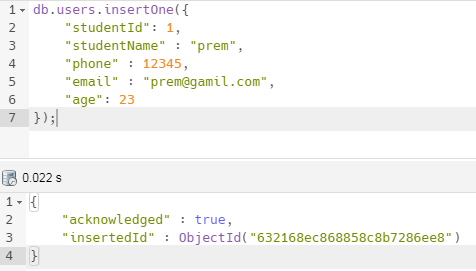 1 db.users.insertOne({
2 "studentId": 1,
3 "studentName" : "prem",
4 "phone" : 12345,
5 "email" : "prem@gamil.com",
6 "age": 23
7 });
0.022 s
1 {
2 "acknowledged" : true,
3 "insertedId" : ObjectId("632168ec868858c8b7286ee8")
4 }